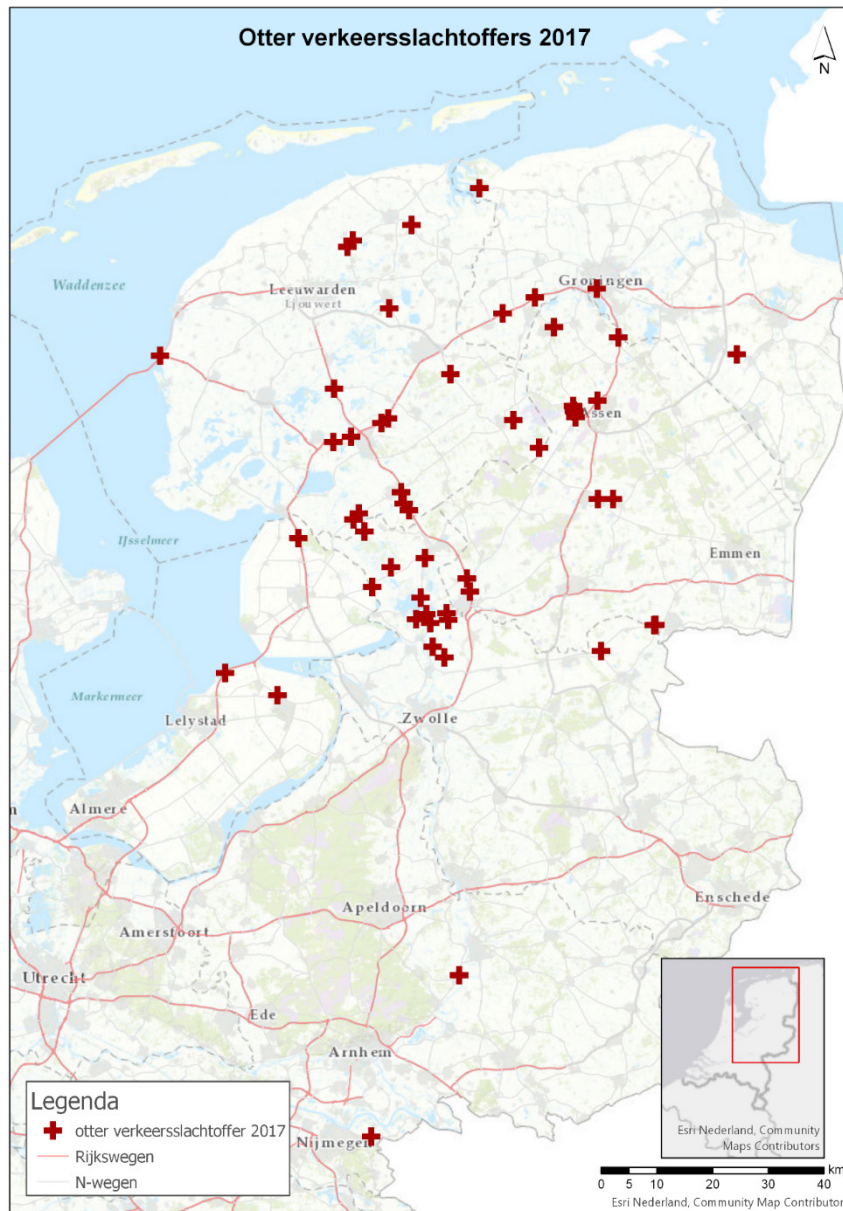 Otter verkeersslachtoffers 2017
N
Waddenzee
Leeuwarden
Ljouwert
Groningen
Assen
IJsselmeer
Emmen
Markermeer
Lelystad
Zwolle
Almere
Apeldoorn
Enschede
Amersfoort
Utrecht
Ede
Arnhem
Nijmegen
Legenda
otter verkeersslachtoffer 2017
Rijkswegen
N-wegen
Esri Nederland, Community
Maps Contributors
km
0 5 10 20 30 40
Esri Nederland, Community Map Contributor